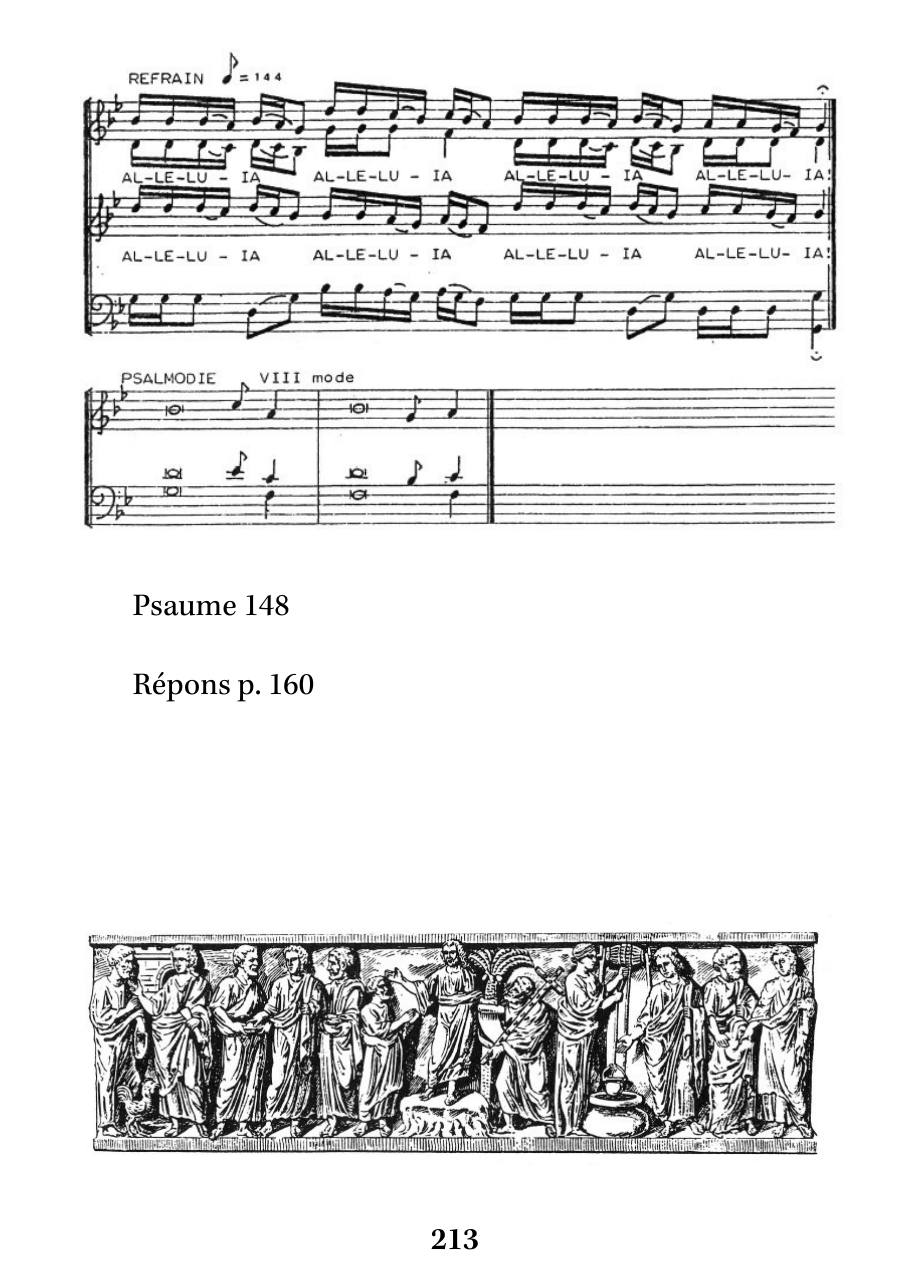 REFRAIN ♪ = 144
AL-LE-LU - IA AL-LE-LU - IA AL-LE-LU - IA AL-LE-LU- IA!
AL-LE-LU - IA AL-LE-LU - IA AL-LE-LU - IA AL-LE-LU- IA!
PSALMODIE VIII mode
Psaume 148
Répons p. 160
213